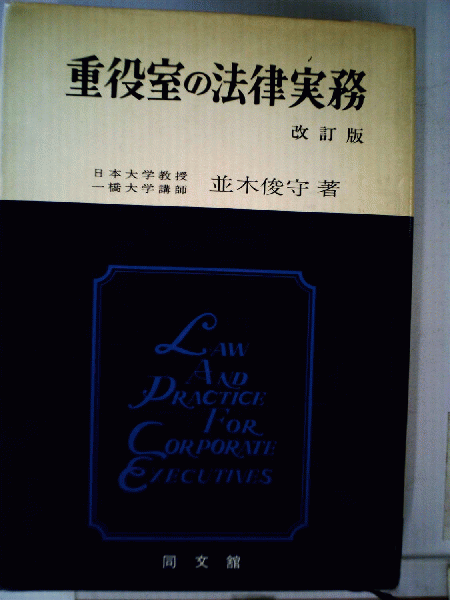 重役室の法律実務
改訂版
日本大学教授
一橋大学講師
並木俊守 著
LAW
AND
PRACTICE
FOR
CORPORATE
EXECUTIVES
同文舘